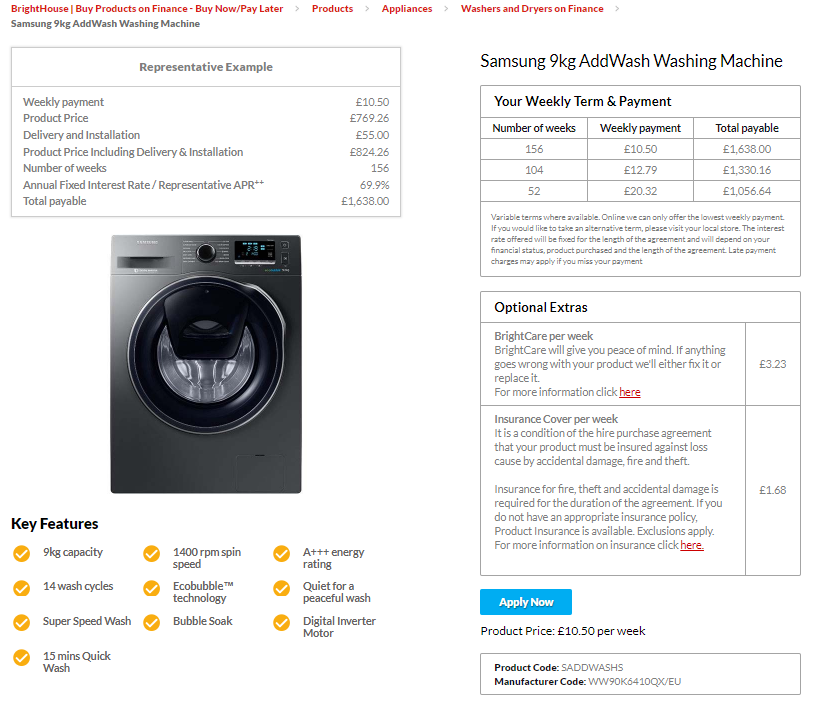 BrightHouse | Buy Products on Finance - Buy Now/Pay Later > Products > Appliances > Washers and Dryers on Finance >
Samsung 9kg AddWash Washing Machine
Representative Example
Weekly payment £10.50
Product Price £769.26
Delivery and Installation £55.00
Product Price Including Delivery & Installation £824.26
Number of weeks 156
Annual Fixed Interest Rate / Representative APR++ 69.9%
Total payable £1,638.00
SAMSUNG
Key Features
9kg capacity
1400 rpm spin
speed
A+++ energy
rating
14 wash cycles
Ecobubble™
technology
Quiet for a
peaceful wash
Super Speed Wash
Bubble Soak
Digital Inverter
Motor
15 mins Quick
Wash
Samsung 9kg AddWash Washing Machine
Your Weekly Term & Payment
Number of weeks Weekly payment Total payable
156 £10.50 £1,638.00
104 £12.79 £1,330.16
52 £20.32 £1,056.64
Variable terms where available. Online we can only offer the lowest weekly payment.
If you would like to take an alternative term, please visit your local store. The interest
rate offered will be fixed for the length of the agreement and will depend on your
financial status, product purchased and the length of the agreement. Late payment
charges may apply if you miss your payment
Optional Extras
BrightCare per week
BrightCare will give you peace of mind. If anything
goes wrong with your product we'll either fix it or
replace it.
For more information click here
£3.23
Insurance Cover per week
It is a condition of the hire purchase agreement
that your product must be insured against loss
cause by accidental damage, fire and theft.
Insurance for fire, theft and accidental damage is
required for the duration of the agreement. If you
do not have an appropriate insurance policy,
Product Insurance is available. Exclusions apply.
For more information on insurance click here.
£1.68
Apply Now
Product Price: £10.50 per week
Product Code: SADDWASHS
Manufacturer Code: WW90K6410QX/EU